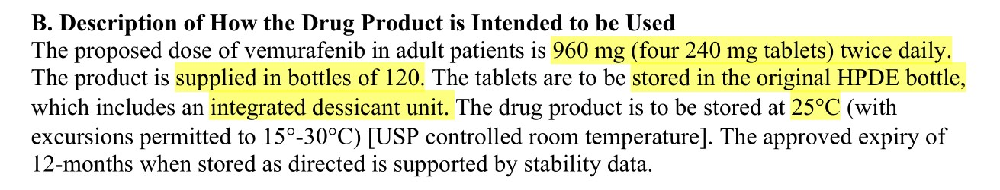 B. Description of How the Drug Product is Intended to be Used
The proposed dose of vemurafenib in adult patients is 960 mg (four 240 mg tablets) twice daily.
The product is supplied in bottles of 120. The tablets are to be stored in the original HPDE bottle,
which includes an integrated dessicant unit. The drug product is to be stored at 25°C (with
excursions permitted to 15°-30°C) [USP controlled room temperature]. The approved expiry of
12-months when stored as directed is supported by stability data.